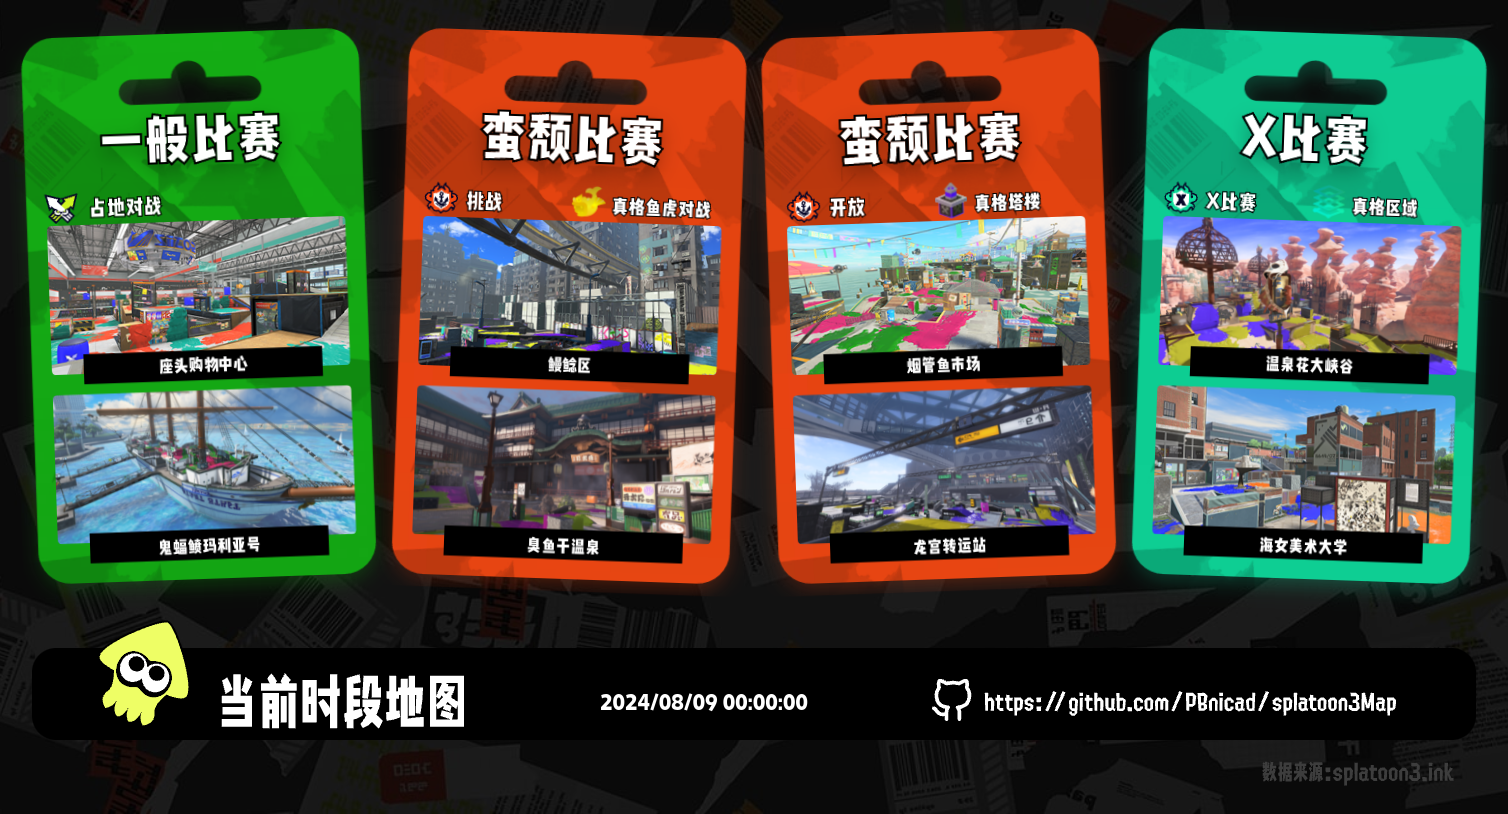 一般比赛
占地对战
座头购物中心
鬼蝠鲼玛利亚号
蛮颓比赛
挑战
真格鱼虎对战
鳗鲶区
臭鱼干温泉
蛮颓比赛
开放
真格塔楼
烟管鱼市场
龙宫转运站
X比赛
X比赛
真格区域
温泉花大峡谷
海女美术大学
当前时段地图
2024/08/09 00:00:00
https://github.com/PBnicad/splatoon3Map
数据来源:splatoon3.ink